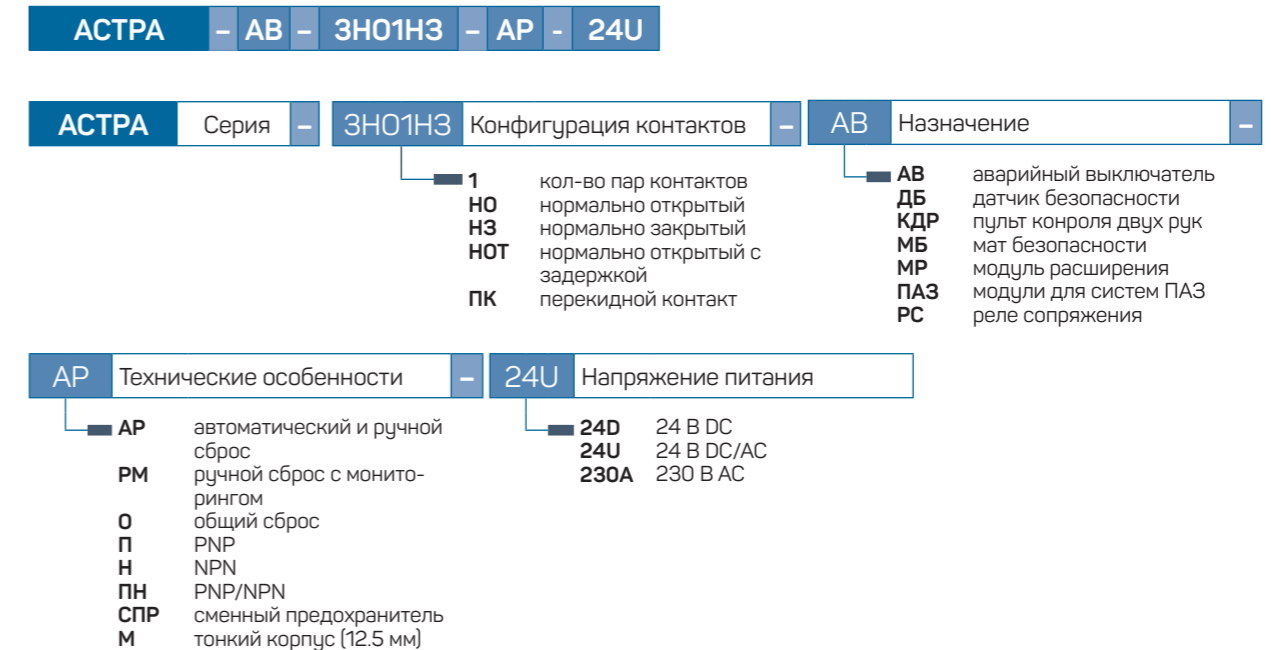 АСТРА – АВ – 3НО1НЗ – АР - 24U
АСТРА Серия – 3НО1НЗ Конфигурация контактов – АВ Назначение –
1 кол-во пар контактов
НО нормально открытый
НЗ нормально закрытый
НОТ нормально открытый с
задержкой
ПК перекидной контакт
АВ аварийный выключатель
ДБ датчик безопасности
КДР пульт конроля двух рук
МБ мат безопасности
МР модуль расширения
ПАЗ модули для систем ПАЗ
РС реле сопряжения
АР Технические особенности – 24U Напряжение питания
АР автоматический и ручной
сброс
РМ ручной сброс с монито-
рингом
О общий сброс
П PNP
Н NPN
ПН PNP/NPN
СПР сменный предохранитель
М тонкий корпус (12.5 мм)
24D 24 В DC
24U 24 В DC/AC
230A 230 В AC